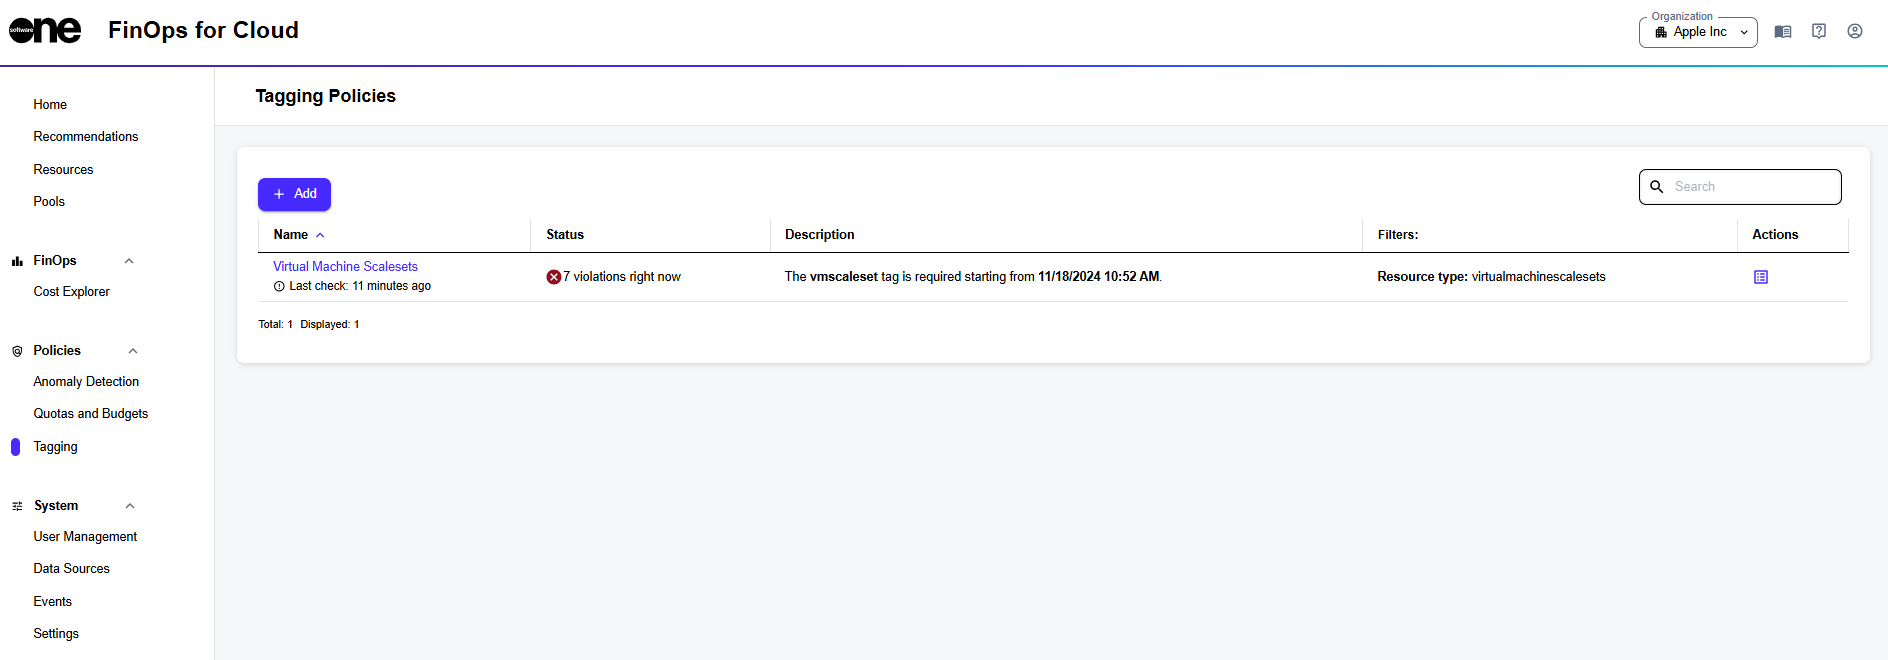 software
one
FinOps for Cloud
Organization
Apple Inc
Home
Recommendations
Resources
Pools
FinOps
Cost Explorer
Policies
Anomaly Detection
Quotas and Budgets
Tagging
System
User Management
Data Sources
Events
Settings
Tagging Policies
Add
Search
Name Status Description Filters: Actions
Virtual Machine Scalesets
Last check: 11 minutes ago
7 violations right now
The vmscaleset tag is required starting from 11/18/2024 10:52 AM.
Resource type: virtualmachinescalesets
Total: 1 Displayed: 1